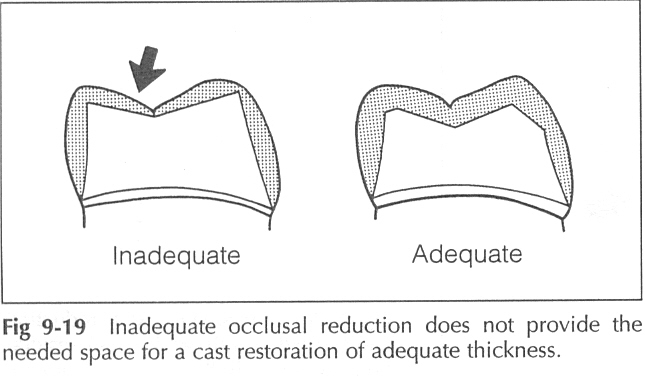 Inadequate
Adequate
Fig 9-19 Inadequate occlusal reduction does not provide the
needed space for a cast restoration of adequate thickness.